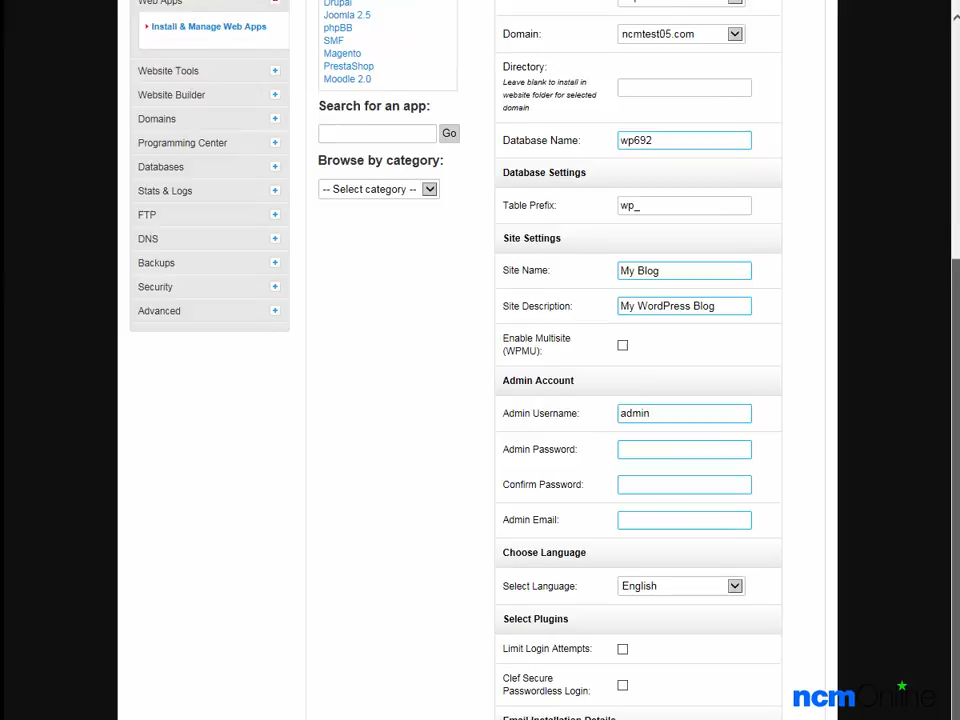 Web Apps
Install & Manage Web Apps
Website Tools
Website Builder
Domains
Programming Center
Databases
Stats & Logs
FTP
DNS
Backups
Security
Advanced
Drupal
Joomla 2.5
phpBB
SMF
Magento
PrestaShop
Moodle 2.0
Search for an app:
Go
Browse by category:
-- Select category --
Domain: ncmtest05.com
Directory:
Leave blank to install in
website folder for selected
domain
Database Name: wp692
Database Settings
Table Prefix: wp_
Site Settings
Site Name: My Blog
Site Description: My WordPress Blog
Enable Multisite
(WPMU):
Admin Account
Admin Username: admin
Admin Password:
Confirm Password:
Admin Email:
Choose Language
Select Language: English
Select Plugins
Limit Login Attempts:
Clef Secure
Passwordless Login:
Email Installation Details
ncmOnline